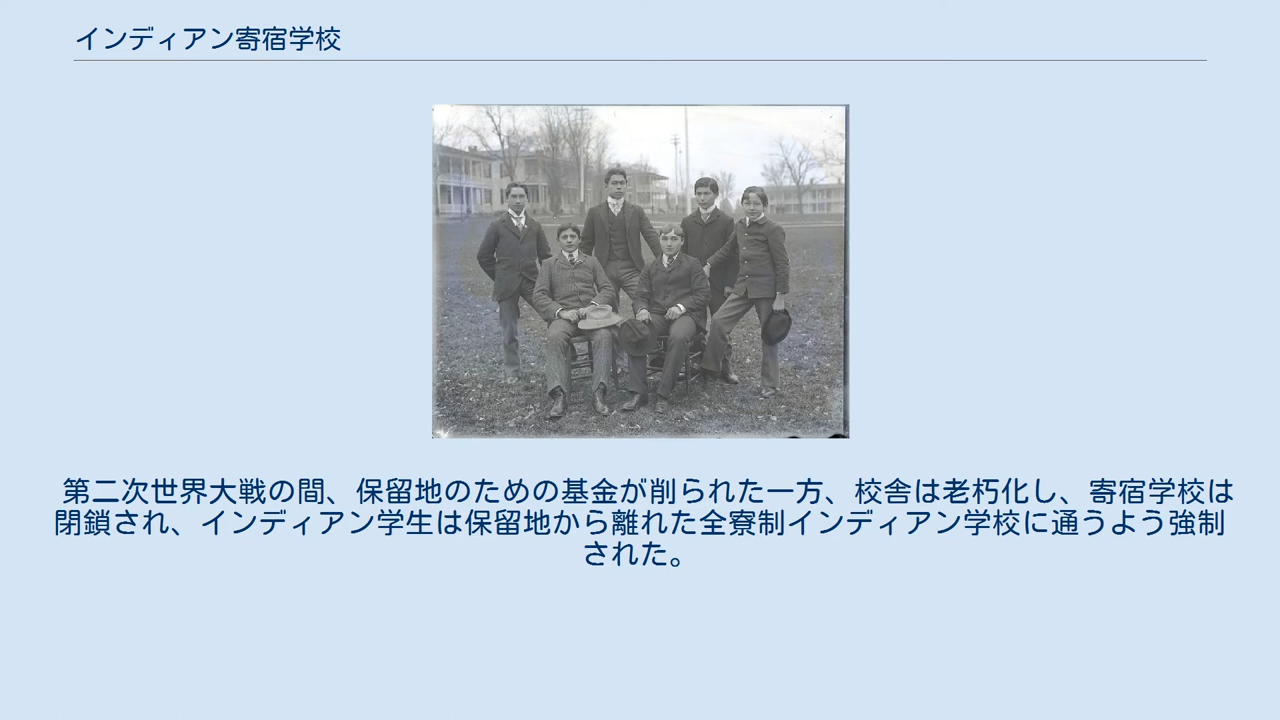 インディアン寄宿学校
第二次世界大戦の間、保留地のための基金が削られた一方、校舎は老朽化し、寄宿学校は
閉鎖され、インディアン学生は保留地から離れた全寮制インディアン学校に通うよう強制
された。